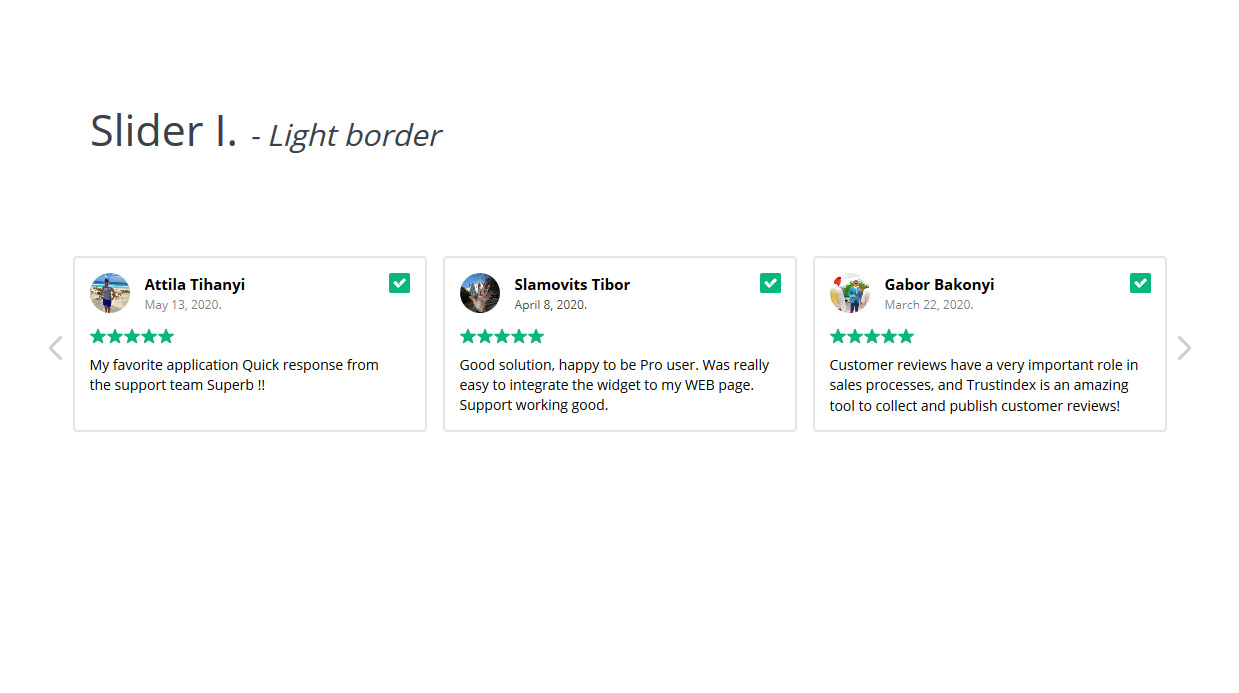 Slider I. - Light border
Attila Tihanyi
May 13, 2020.
My favorite application Quick response from
the support team Superb !!
Slamovits Tibor
April 8, 2020.
Good solution, happy to be Pro user. Was really
easy to integrate the widget to my WEB page.
Support working good.
Gabor Bakonyi
March 22, 2020.
Customer reviews have a very important role in
sales processes, and Trustindex is an amazing
tool to collect and publish customer reviews!